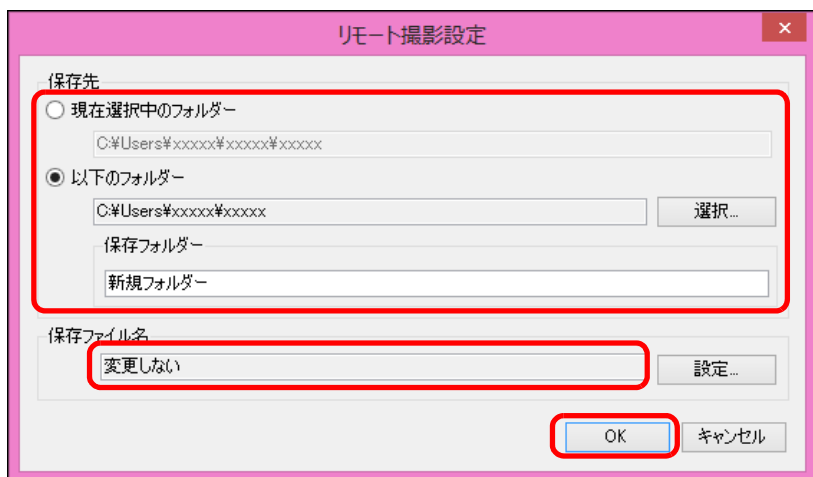 リモート撮影設定
保存先
現在選択中のフォルダー
C:¥Users¥xxxxx¥xxxxx¥xxxxx
以下のフォルダー
C:¥Users¥xxxxx¥xxxxx
選択...
保存フォルダー
新規フォルダー
保存ファイル名
変更しない
設定...
OK
キャンセル